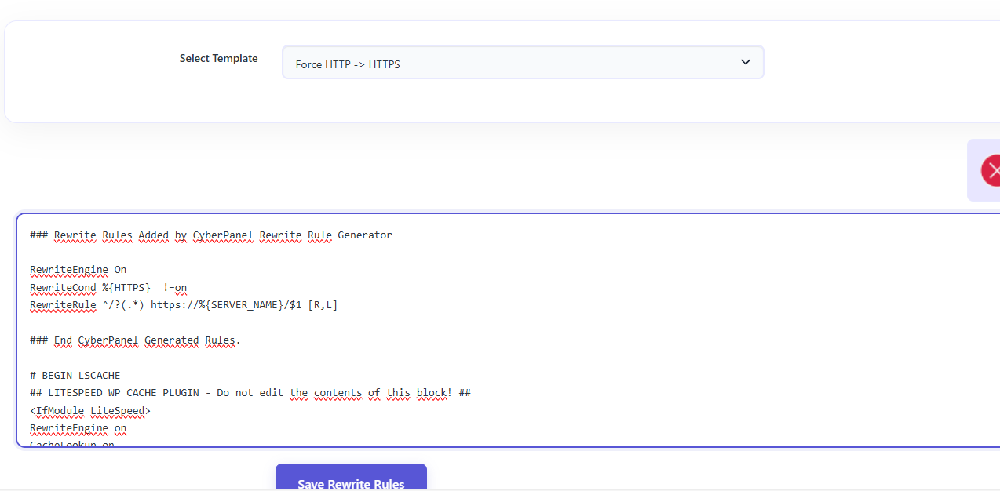 Select Template
Force HTTP -> HTTPS
### Rewrite Rules Added by CyberPanel Rewrite Rule Generator
RewriteEngine On
RewriteCond %{HTTPS}  !=on
RewriteRule ^/?(.*) https://%{SERVER_NAME}/$1 [R,L]
### End CyberPanel Generated Rules.
# BEGIN LSCACHE
## LITESPEED WP CACHE PLUGIN - Do not edit the contents of this block! ##
<IfModule LiteSpeed>
RewriteEngine on
CacheLookup on
Save Rewrite Rules